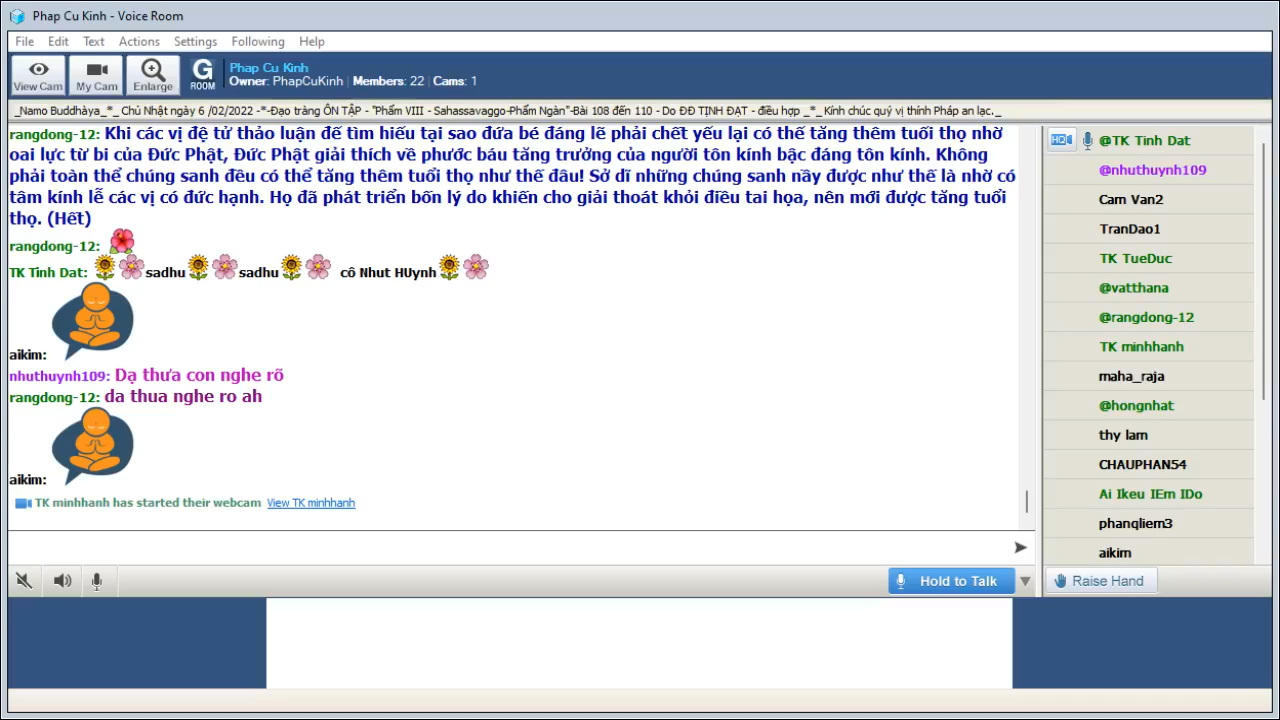 Phap Cu Kinh - Voice Room
File Edit Text Actions Settings Following Help
View Cam My Cam Enlarge
G ROOM
Phap Cu Kinh
Owner: PhapCuKinh | Members: 22 | Cams: 1
_Namo Buddhàya_*_ Chủ Nhật ngày 6 /02/2022 -*-Đạo tràng ÔN TẬP - "Phẩm VIII - Sahassavaggo-Phẩm Ngàn"-Bài 108 đến 110 - Do ĐĐ TỊNH ĐẠT - điều hợp _*_ Kính chúc quý vị thính Pháp an lạc._
rangdong-12: Khi các vị đệ tử thảo luận để tìm hiểu tại sao đứa bé đáng lẽ phải chết yểu lại có thể tăng thêm tuổi thọ nhờ
oai lực từ bi của Đức Phật, Đức Phật giải thích về phước báu tăng trưởng của người tôn kính bậc đáng tôn kính. Không
phải toàn thể chúng sanh đều có thể tăng thêm tuổi thọ như thế đâu! Sở dĩ những chúng sanh nầy được như thế là nhờ có
tâm kính lễ các vị có đức hạnh. Họ đã phát triển bốn lý do khiến cho giải thoát khỏi điều tai họa, nên mới được tăng tuổi
thọ. (Hết)
rangdong-12:
TK Tinh Dat: sadhu sadhu cô Nhut HUynh
aikim:
nhuthuynh109: Dạ thưa con nghe rõ
rangdong-12: da thua nghe ro ah
aikim:
TK minhhanh has started their webcam View TK minhhanh
Hold to Talk
HD
@TK Tinh Dat
@nhuthuynh109
Cam Van2
TranDao1
TK TueDuc
@vatthana
@rangdong-12
TK minhhanh
maha_raja
@hongnhat
thy lam
CHAUPHAN54
Ai Ikeu IEm IDo
phanqliem3
aikim
Raise Hand